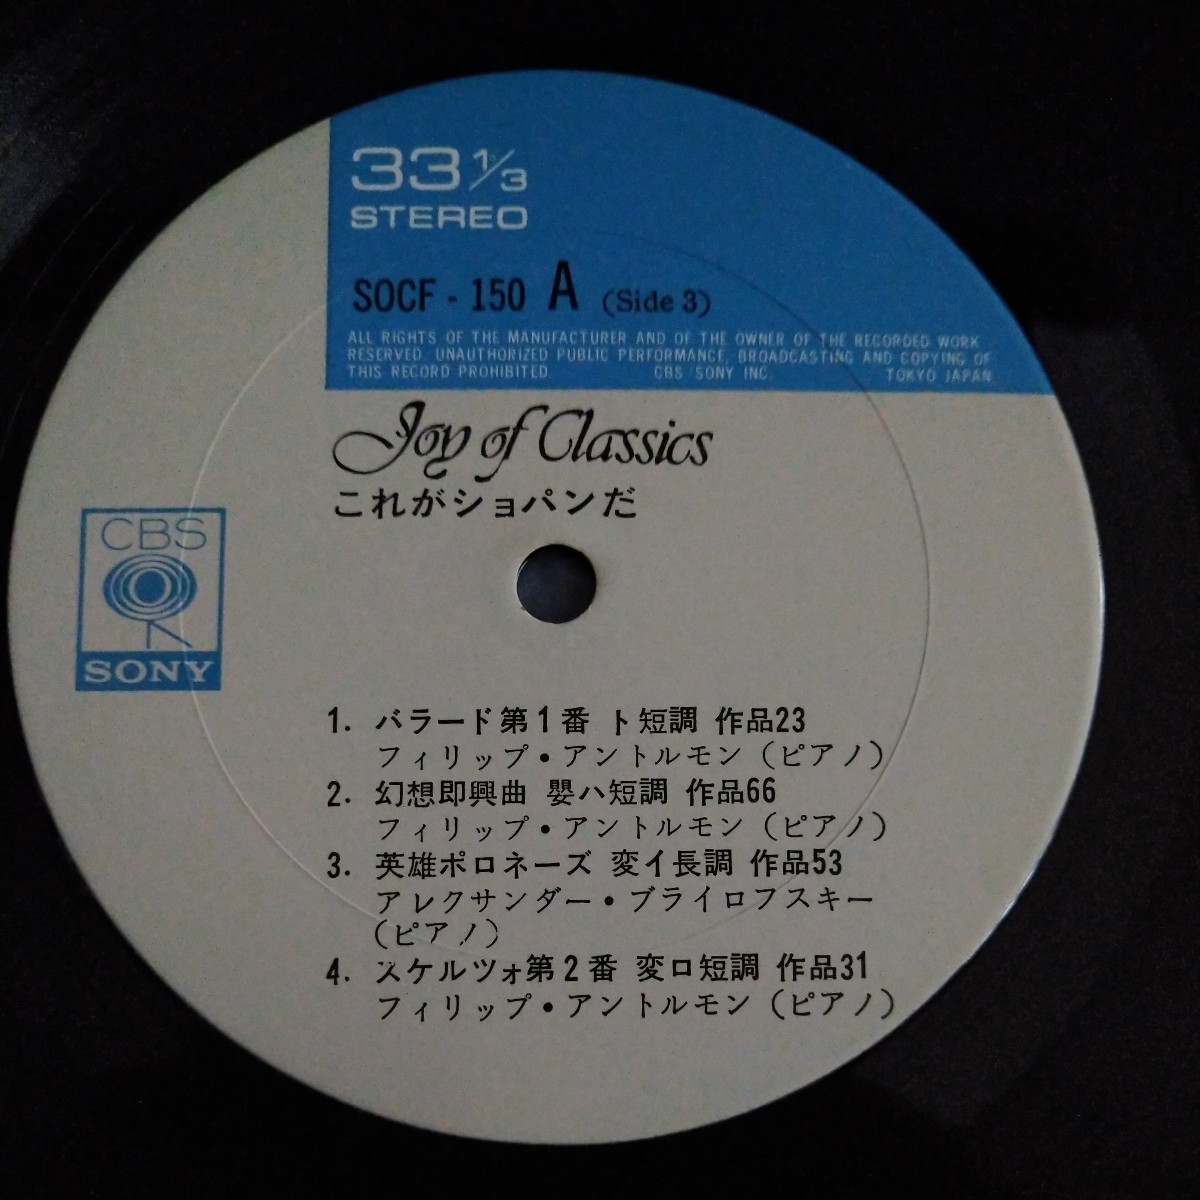 33 1/3
STEREO
SOCF - 150 A (Side 3)
ALL RIGHTS OF THE MANUFACTURER AND OF THE OWNER OF THE RECORDED WORK
RESERVED. UNAUTHORIZED PUBLIC PERFORMANCE, BROADCASTING AND COPYING OF
THIS RECORD PROHIBITED. CBS/SONY INC. TOKYO JAPAN
Joy of Classics
これがショパンだ
CBS
SONY
1. バラード第1番 ト短調 作品23
フィリップ・アントルモン(ピアノ)
2. 幻想即興曲 嬰ハ短調 作品66
フィリップ・アントルモン(ピアノ)
3. 英雄ポロネーズ 変イ長調 作品53
アレクサンダー・ブライロフスキー
(ピアノ)
4. スケルツォ第2番 変ロ短調 作品31
フィリップ・アントルモン(ピアノ)